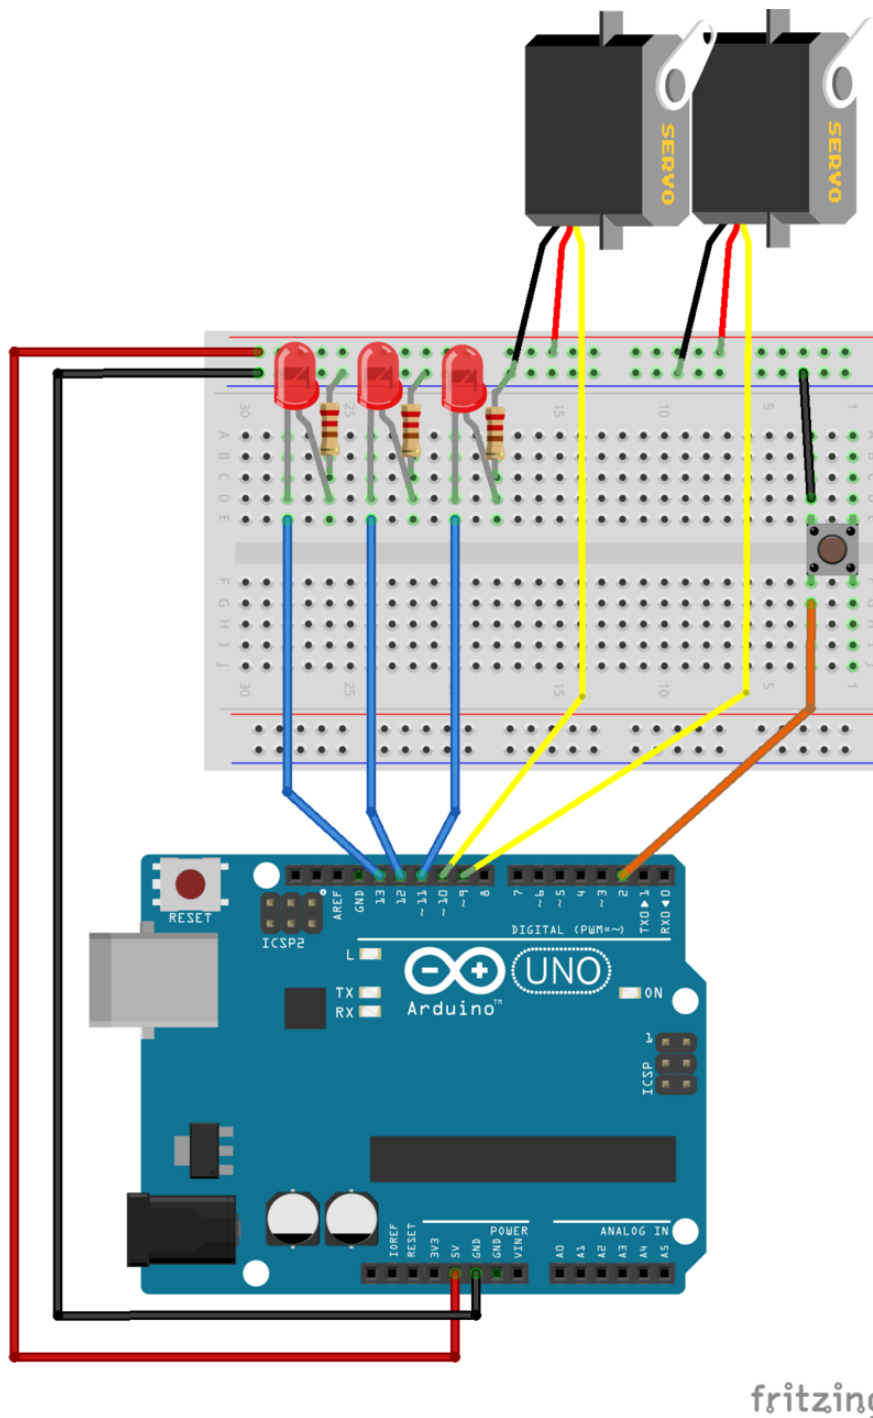 SERVO
SERVO
30 25 15 10 5 1
A A
B B
C C
D D
E E
F F
G G
H H
I I
J J
30 25 15 10 5 1
RESET
ICSP2
AREF
GND
13
12
~11
~10
~9
8
7
~6
~5
4
~3
2
TX0▶1
RX0◀0
DIGITAL (PWM=~)
L
TX
RX
UNO
Arduino™
ON
1
ICSP
POWER
ANALOG IN
IOREF
RESET
3V3
5V
GND
GND
VIN
A0
A1
A2
A3
A4
A5
fritzing